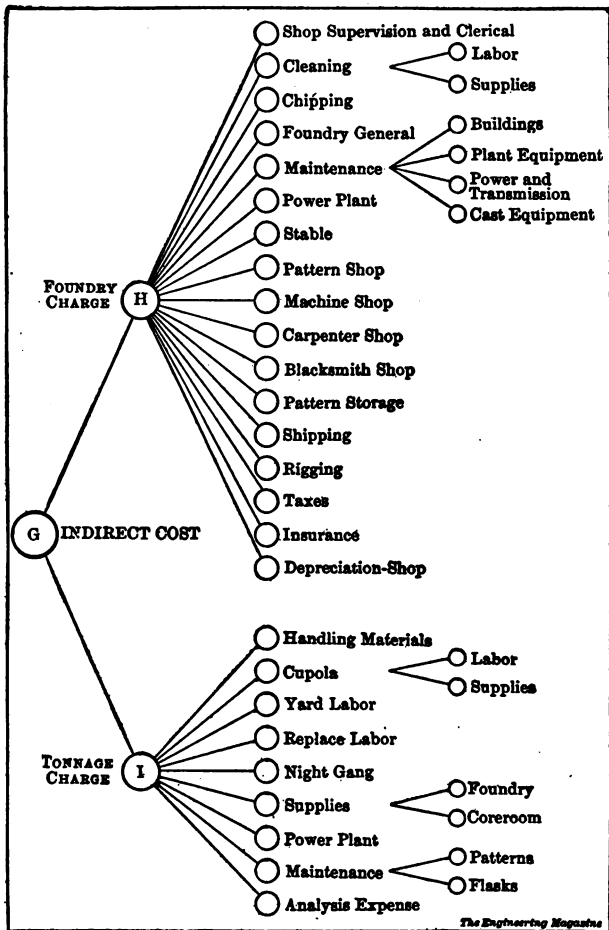 Shop Supervision and Clerical
Cleaning
Labor
Supplies
Chipping
Foundry General
Maintenance
Buildings
Plant Equipment
Power and
Transmission
Cast Equipment
Power Plant
Stable
Pattern Shop
FOUNDRY
CHARGE
H
Machine Shop
Carpenter Shop
Blacksmith Shop
Pattern Storage
Shipping
Rigging
Taxes
G INDIRECT COST
Insurance
Depreciation-Shop
Handling Materials
Cupola
Labor
Supplies
Yard Labor
Replace Labor
TONNAGE
CHARGE
I
Night Gang
Supplies
Foundry
Coreroom
Power Plant
Maintenance
Patterns
Flasks
Analysis Expense
The Engineering Magazine